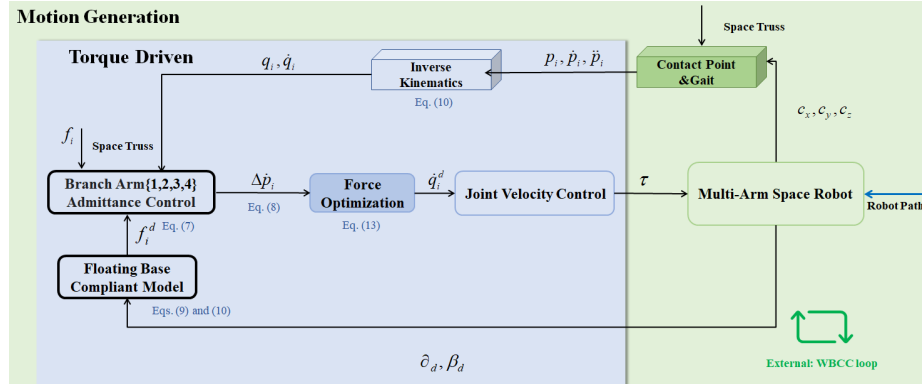 Motion Generation
Space Truss
Torque Driven
q_i, q̇_i
Inverse
Kinematics
Eq. (10)
p_i, ṗ_i, p̈_i
Contact Point
&Gait
c_x, c_y, c_z
f_i
Space Truss
Branch Arm{1,2,3,4}
Admittance Control
Eq. (7)
Δṗ_i
Eq. (8)
Force
Optimization
Eq. (13)
q̇_i^d
Joint Velocity Control
τ
Multi-Arm Space Robot
Robot Path
f_i^d
Floating Base
Compliant Model
Eqs. (9) and (10)
∂_d, β_d
External: WBCC loop